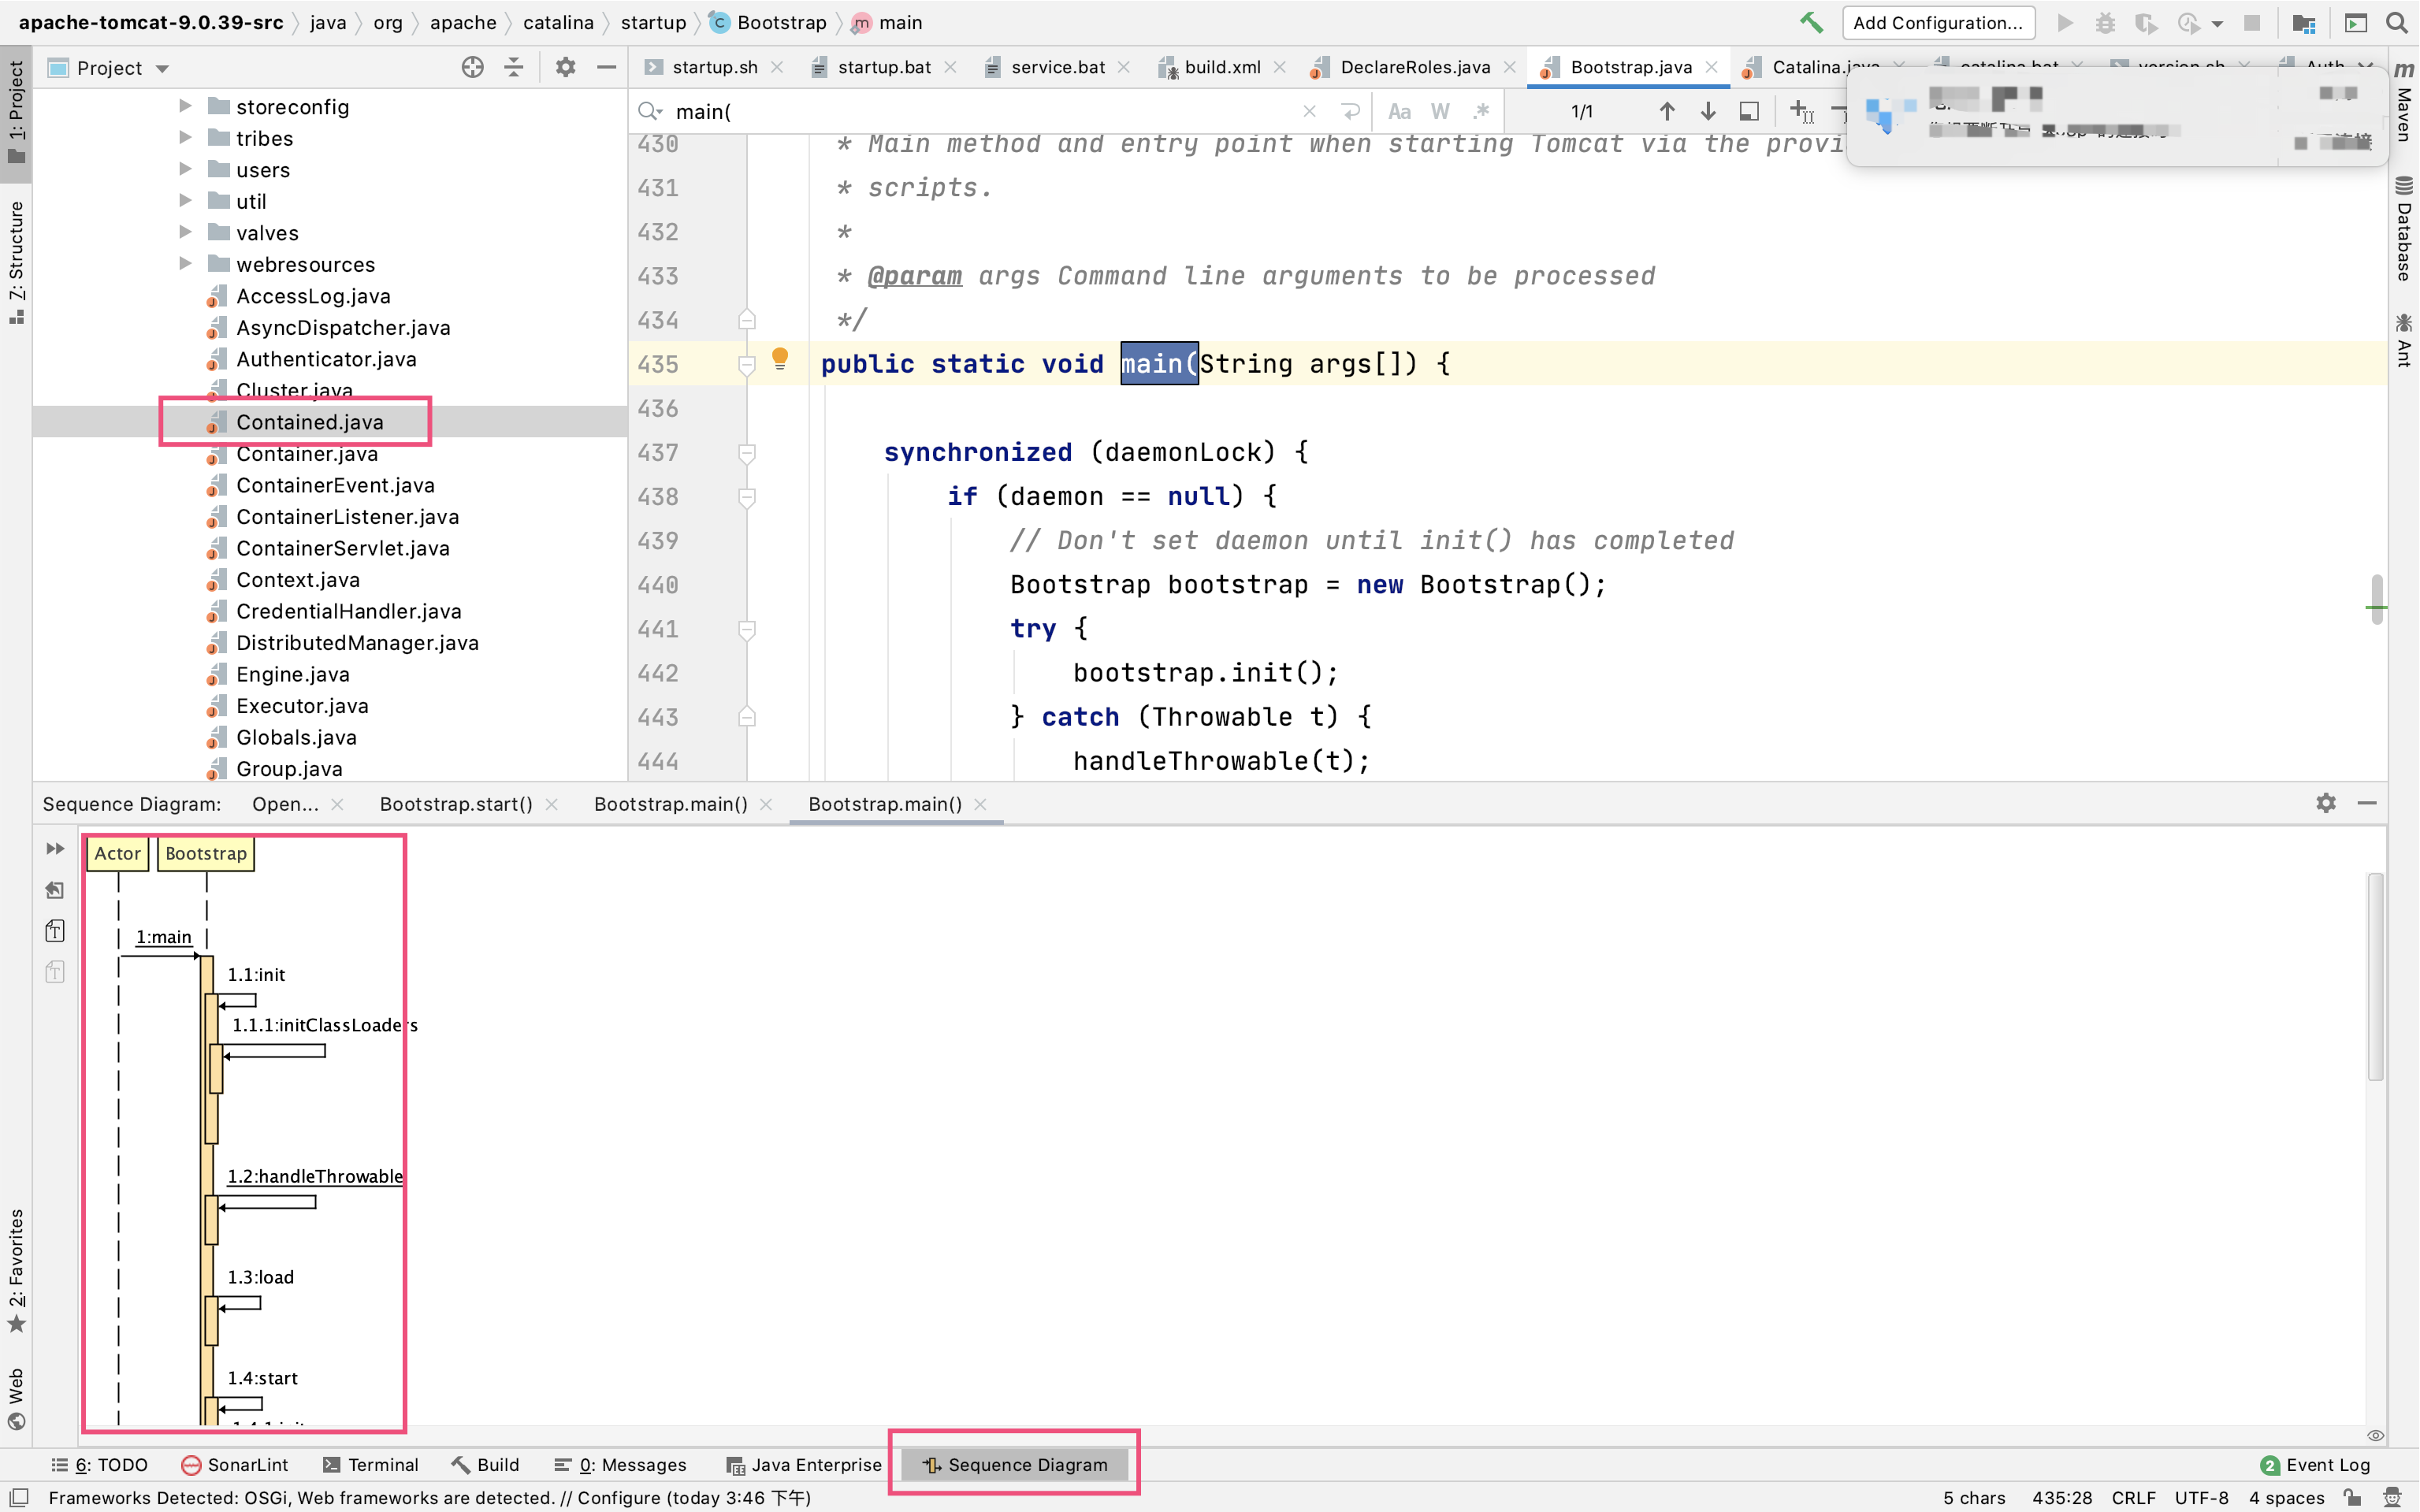 apache-tomcat-9.0.39-src java org apache catalina startup Bootstrap main
Add Configuration...
1: Project
Z: Structure
2: Favorites
Web
Project
storeconfig
tribes
users
util
valves
webresources
AccessLog.java
AsyncDispatcher.java
Authenticator.java
Cluster.java
Contained.java
Container.java
ContainerEvent.java
ContainerListener.java
ContainerServlet.java
Context.java
CredentialHandler.java
DistributedManager.java
Engine.java
Executor.java
Globals.java
Group.java
startup.sh startup.bat service.bat build.xml DeclareRoles.java Bootstrap.java Catalina.java catalina.bat version.sh Auth
main( Aa W .* 1/1
430 * Main method and entry point when starting Tomcat via the provi
431 * scripts.
432 *
433 * @param args Command line arguments to be processed
434 */
435 public static void main(String args[]) {
436
437 synchronized (daemonLock) {
438 if (daemon == null) {
439 // Don't set daemon until init() has completed
440 Bootstrap bootstrap = new Bootstrap();
441 try {
442 bootstrap.init();
443 } catch (Throwable t) {
444 handleThrowable(t);
Maven
Database
Ant
Sequence Diagram: Open... Bootstrap.start() Bootstrap.main() Bootstrap.main()
Actor Bootstrap
1:main
1.1:init
1.1.1:initClassLoaders
1.2:handleThrowable
1.3:load
1.4:start
6: TODO SonarLint Terminal Build 0: Messages Java Enterprise Sequence Diagram 2 Event Log
Frameworks Detected: OSGi, Web frameworks are detected. // Configure (today 3:46 下午) 5 chars 435:28 CRLF UTF-8 4 spaces